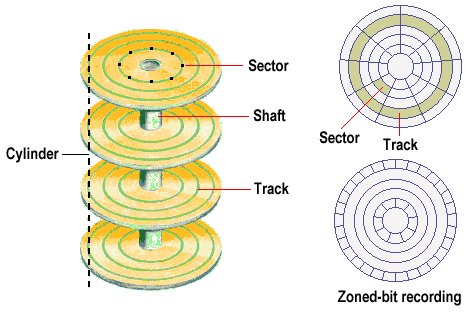 Sector
Shaft
Cylinder
Track
Sector
Track
Zoned-bit recording